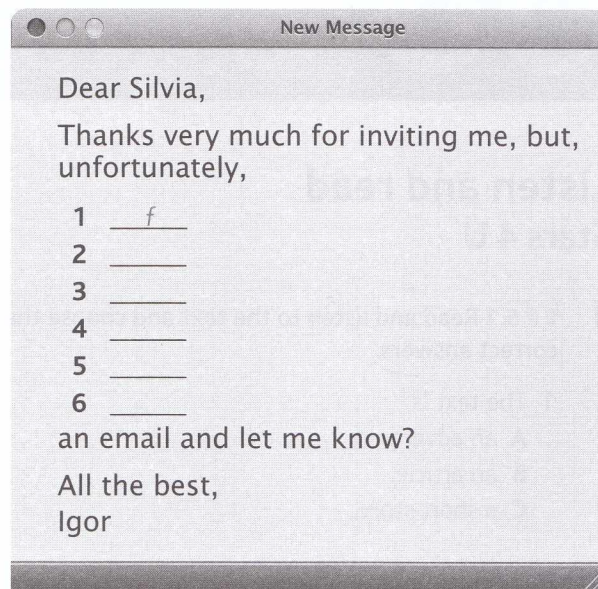 New Message
Dear Silvia,
Thanks very much for inviting me, but,
unfortunately,
1 f
2
3
4
5
6
an email and let me know?
All the best,
Igor